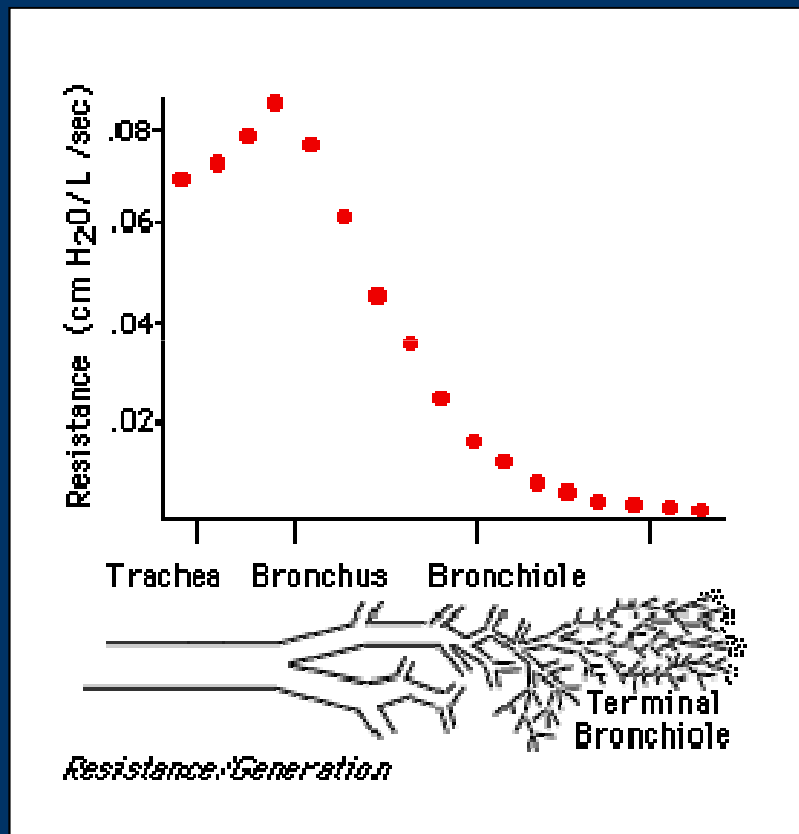 Resistance (cm H₂O/L/sec)
.08
.06
.04
.02
Trachea Bronchus Bronchiole
Terminal
Bronchiole
Resistance/Generation